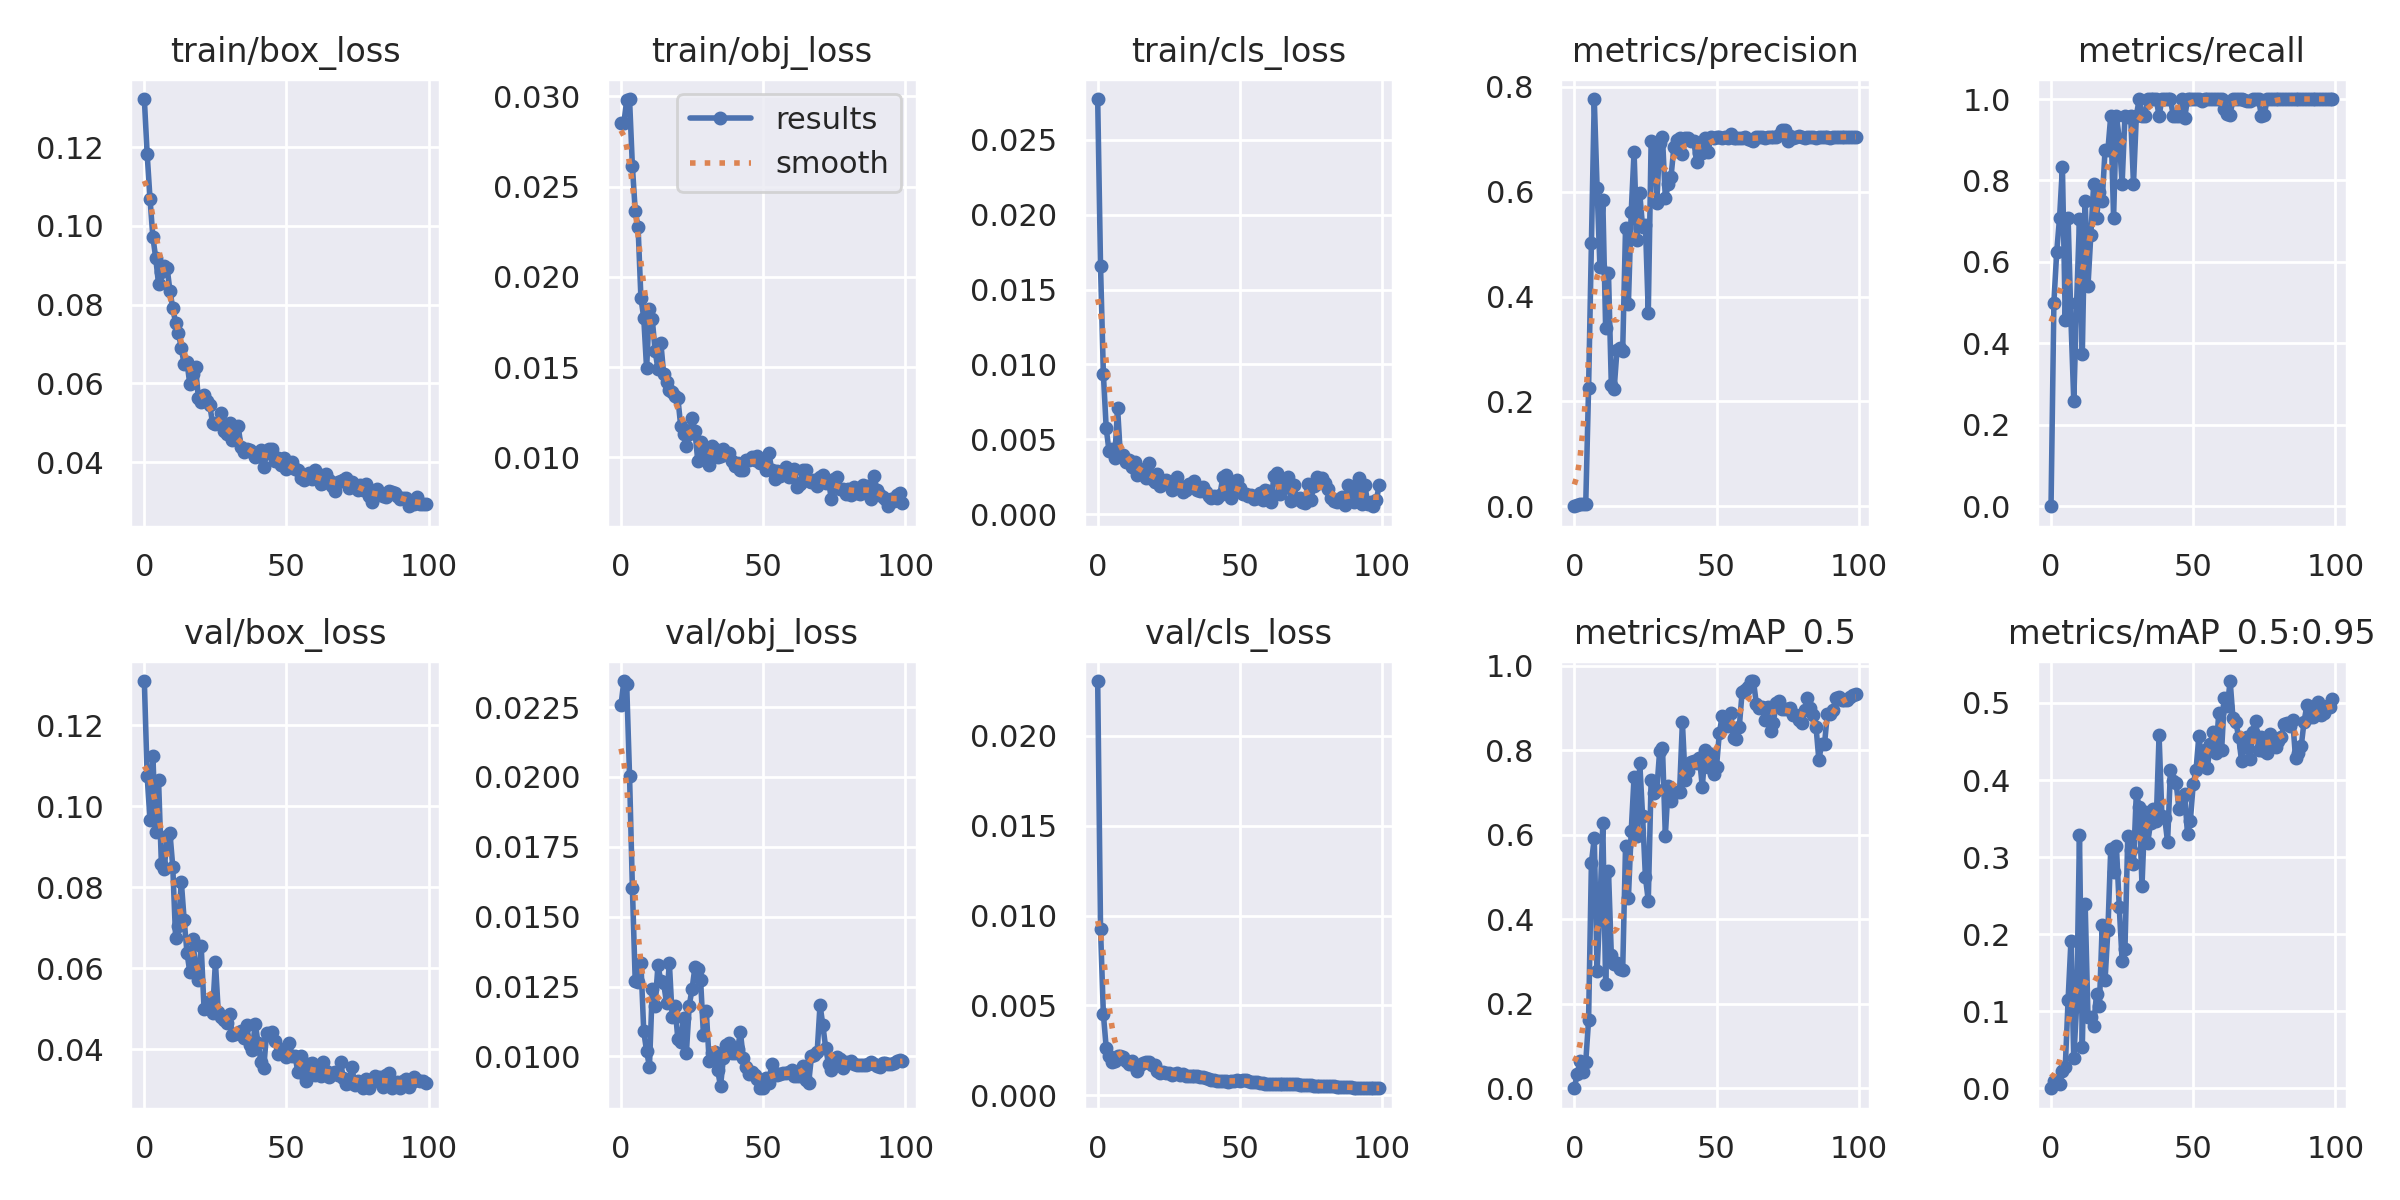 train/box_loss
train/obj_loss
train/cls_loss
metrics/precision
metrics/recall
0.12
0.10
0.08
0.06
0.04
0 50 100
0.030
0.025
0.020
0.015
0.010
results
smooth
0 50 100
0.025
0.020
0.015
0.010
0.005
0.000
0 50 100
0.8
0.6
0.4
0.2
0.0
0 50 100
1.0
0.8
0.6
0.4
0.2
0.0
0 50 100
val/box_loss
val/obj_loss
val/cls_loss
metrics/mAP_0.5
metrics/mAP_0.5:0.95
0.12
0.10
0.08
0.06
0.04
0 50 100
0.0225
0.0200
0.0175
0.0150
0.0125
0.0100
0 50 100
0.020
0.015
0.010
0.005
0.000
0 50 100
1.0
0.8
0.6
0.4
0.2
0.0
0 50 100
0.5
0.4
0.3
0.2
0.1
0.0
0 50 100